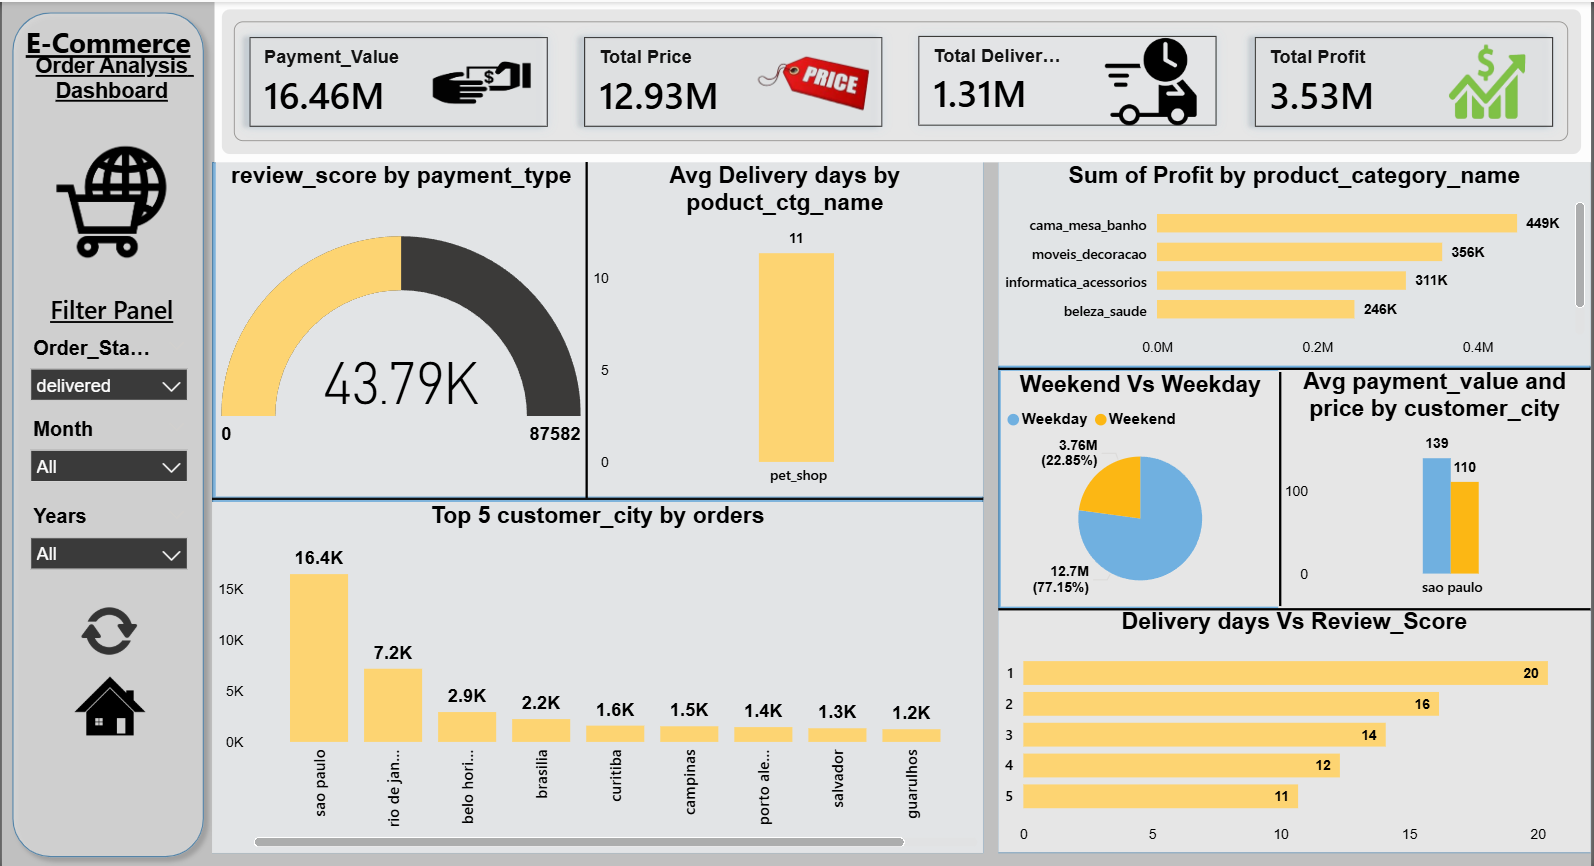 E-Commerce
Order Analysis
Dashboard
Filter Panel
Order_Sta...
delivered
Month
All
Years
All
Payment_Value
16.46M
$
Total Price
12.93M
PRICE
Total Deliver...
1.31M
Total Profit
3.53M
$
review_score by payment_type
43.79K
0
87582
Avg Delivery days by
poduct_ctg_name
11
10
5
0
pet_shop
Sum of Profit by product_category_name
cama_mesa_banho
449K
moveis_decoracao
356K
informatica_acessorios
311K
beleza_saude
246K
0.0M
0.2M
0.4M
Weekend Vs Weekday
Weekday
Weekend
3.76M
(22.85%)
12.7M
(77.15%)
Avg payment_value and
price by customer_city
139
110
100
0
sao paulo
Top 5 customer_city by orders
16.4K
7.2K
2.9K
2.2K
1.6K
1.5K
1.4K
1.3K
1.2K
15K
10K
5K
0K
sao paulo
rio de jan...
belo hori...
brasilia
curitiba
campinas
porto ale...
salvador
guarulhos
Delivery days Vs Review_Score
1
20
2
16
3
14
4
12
5
11
0
5
10
15
20